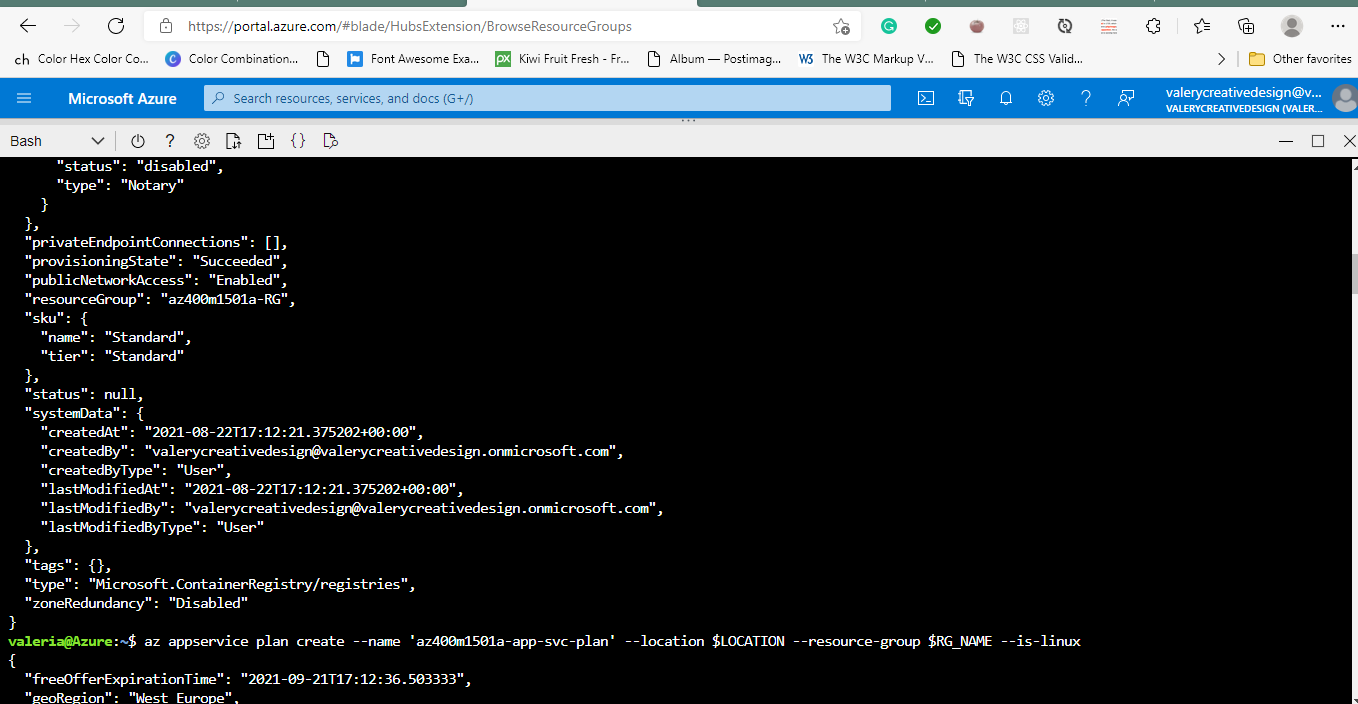 https://portal.azure.com/#blade/HubsExtension/BrowseResourceGroups
ch Color Hex Color Co... C Color Combination... Font Awesome Exa... px Kiwi Fruit Fresh - Fr... Album — Postimag... W3 The W3C Markup V... The W3C CSS Valid... Other favorites
Microsoft Azure Search resources, services, and docs (G+/) valerycreativedesign@v...
VALERYCREATIVEDESIGN (VALER...
Bash
"status": "disabled",
"type": "Notary"
}
},
"privateEndpointConnections": [],
"provisioningState": "Succeeded",
"publicNetworkAccess": "Enabled",
"resourceGroup": "az400m1501a-RG",
"sku": {
"name": "Standard",
"tier": "Standard"
},
"status": null,
"systemData": {
"createdAt": "2021-08-22T17:12:21.375202+00:00",
"createdBy": "valerycreativedesign@valerycreativedesign.onmicrosoft.com",
"createdByType": "User",
"lastModifiedAt": "2021-08-22T17:12:21.375202+00:00",
"lastModifiedBy": "valerycreativedesign@valerycreativedesign.onmicrosoft.com",
"lastModifiedByType": "User"
},
"tags": {},
"type": "Microsoft.ContainerRegistry/registries",
"zoneRedundancy": "Disabled"
}
valeria@Azure:~$ az appservice plan create --name 'az400m1501a-app-svc-plan' --location $LOCATION --resource-group $RG_NAME --is-linux
{
"freeOfferExpirationTime": "2021-09-21T17:12:36.503333",
"geoRegion": "West Europe",